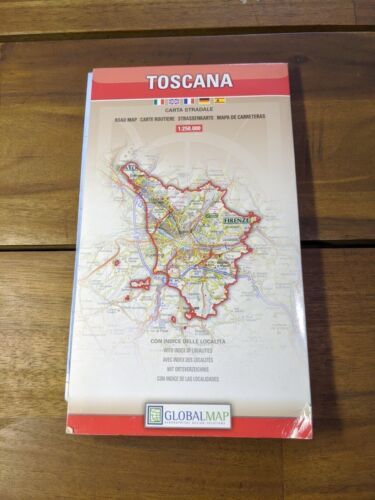 TOSCANA
CARTA STRADALE
ROAD MAP CARTE ROUTIERE STRASSENKARTE MAPA DE CARRETERAS
1:250.000
FIRENZE
CON INDICE DELLE LOCALITÀ
WITH INDEX OF LOCALITIES
AVEC INDEX DES LOCALITÉS
MIT ORTSVERZEICHNIS
CON INDICE DE LAS LOCALIDADES
GLOBALMAP